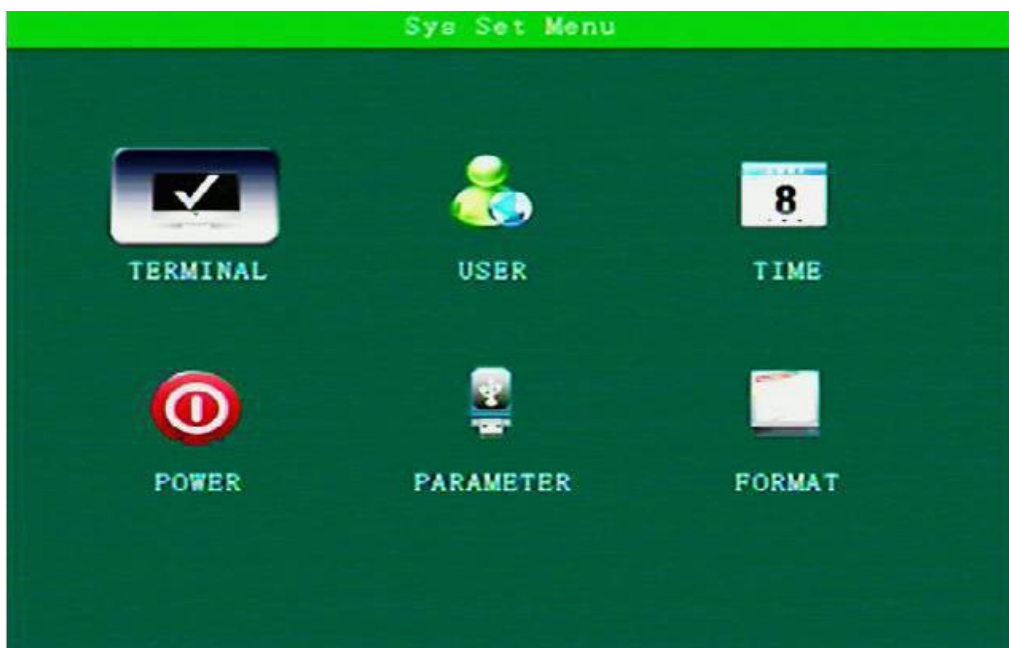 Sys Set Menu
8
TERMINAL
USER
TIME
POWER
PARAMETER
FORMAT